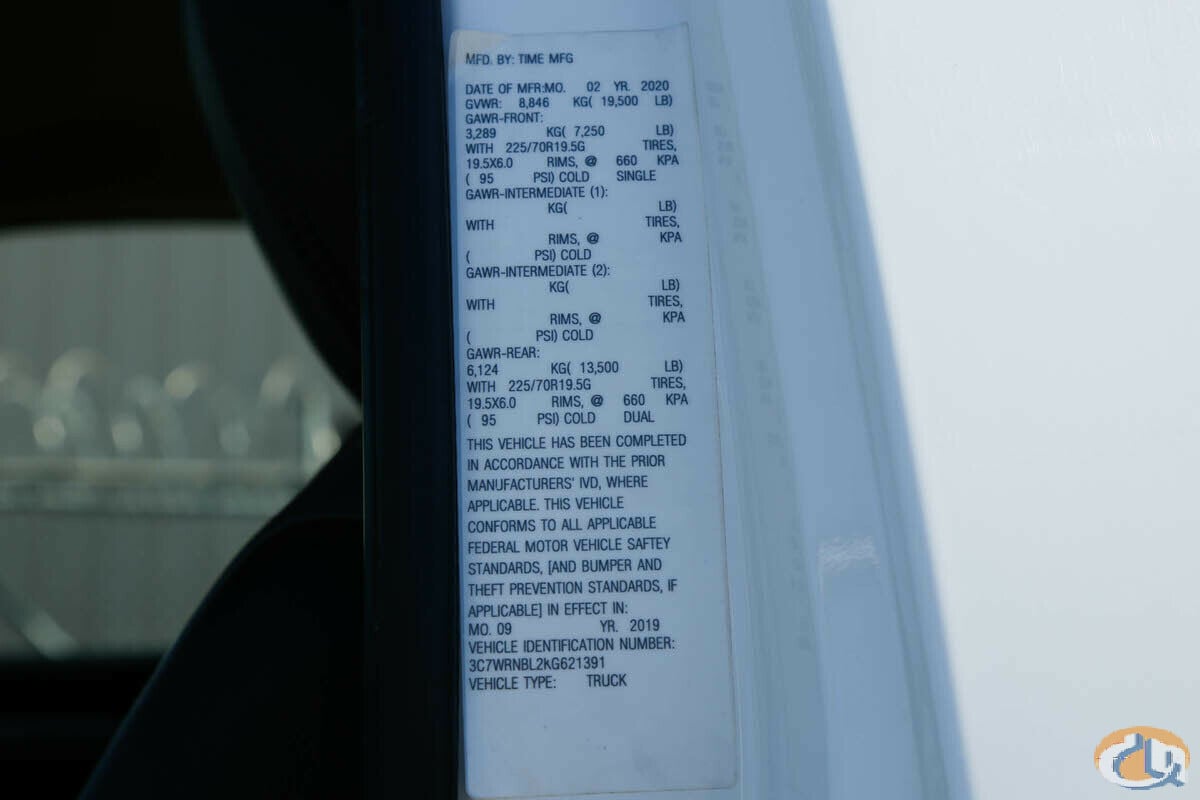 MFD. BY: TIME MFG
DATE OF MFR:MO. 02 YR. 2020
GVWR: 8,846 KG( 19,500 LB)
GAWR-FRONT:
3,289 KG( 7,250 LB)
WITH 225/70R19.5G TIRES,
19.5X6.0 RIMS, @ 660 KPA
( 95 PSI) COLD SINGLE
GAWR-INTERMEDIATE (1):
KG( LB)
WITH TIRES,
RIMS, @ KPA
( PSI) COLD
GAWR-INTERMEDIATE (2):
KG( LB)
WITH TIRES,
RIMS, @ KPA
( PSI) COLD
GAWR-REAR:
6,124 KG( 13,500 LB)
WITH 225/70R19.5G TIRES,
19.5X6.0 RIMS, @ 660 KPA
( 95 PSI) COLD DUAL
THIS VEHICLE HAS BEEN COMPLETED
IN ACCORDANCE WITH THE PRIOR
MANUFACTURERS' IVD, WHERE
APPLICABLE. THIS VEHICLE
CONFORMS TO ALL APPLICABLE
FEDERAL MOTOR VEHICLE SAFTEY
STANDARDS, [AND BUMPER AND
THEFT PREVENTION STANDARDS, IF
APPLICABLE] IN EFFECT IN:
MO. 09 YR. 2019
VEHICLE IDENTIFICATION NUMBER:
3C7WRNBL2kG621391
VEHICLE TYPE: TRUCK